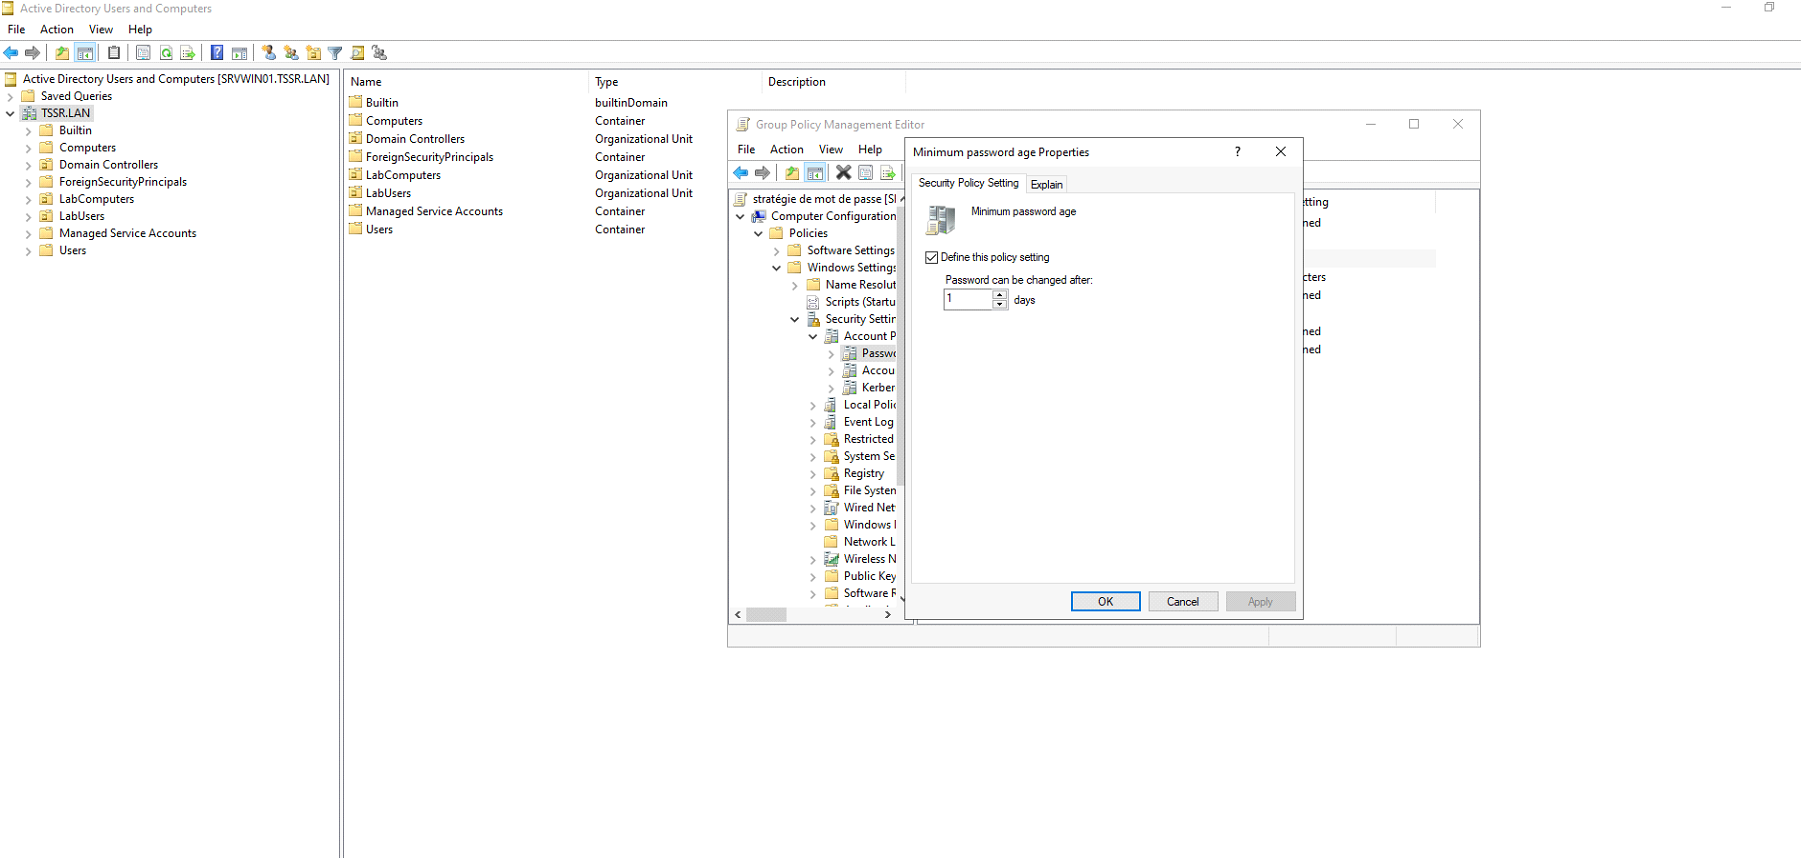 Active Directory Users and Computers
File Action View Help
Active Directory Users and Computers [SRVWIN01.TSSR.LAN]
Saved Queries
TSSR.LAN
Builtin
Computers
Domain Controllers
ForeignSecurityPrincipals
LabComputers
LabUsers
Managed Service Accounts
Users
Name Type Description
Builtin builtinDomain
Computers Container
Domain Controllers Organizational Unit
ForeignSecurityPrincipals Container
LabComputers Organizational Unit
LabUsers Organizational Unit
Managed Service Accounts Container
Users Container
Group Policy Management Editor
File Action View Help
stratégie de mot de passe [SI
Computer Configuration
Policies
Software Settings
Windows Settings
Name Resolut
Scripts (Startu
Security Settin
Account P
Passwo
Accou
Kerber
Local Polic
Event Log
Restricted
System Se
Registry
File System
Wired Net
Windows
Network L
Wireless N
Public Key
Software R
Minimum password age Properties
?
Security Policy Setting Explain
Minimum password age
Define this policy setting
Password can be changed after:
1 days
OK Cancel Apply
tting
ned
cters
ned
ned
ned